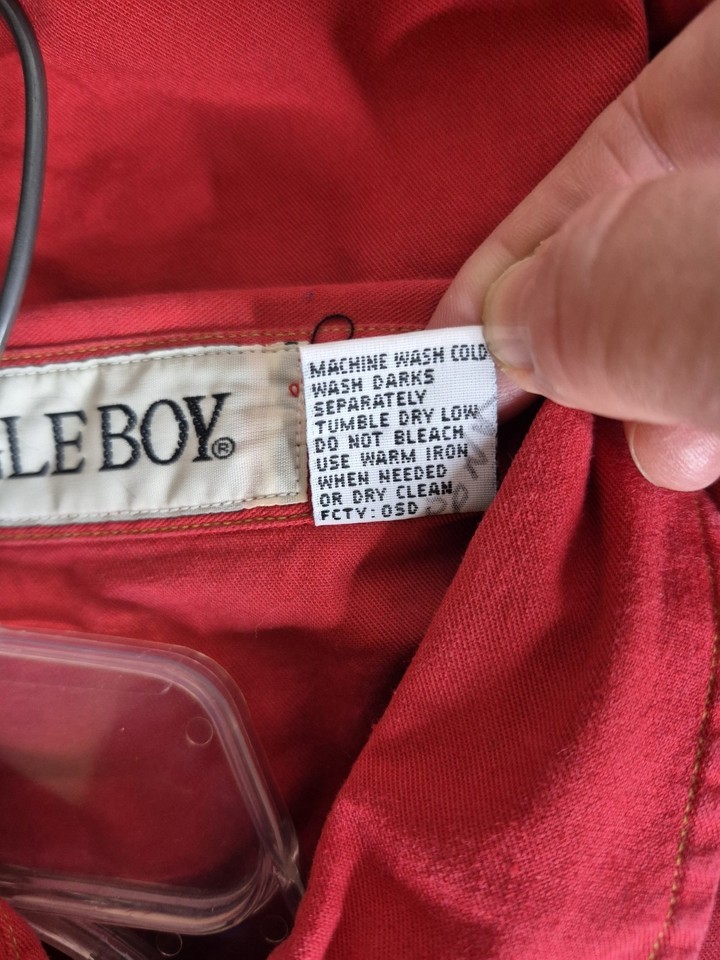 GLE BOY®
MACHINE WASH COLD
WASH DARKS
SEPARATELY
TUMBLE DRY LOW
DO NOT BLEACH
USE WARM IRON
WHEN NEEDED
OR DRY CLEAN
FCTY: OSD